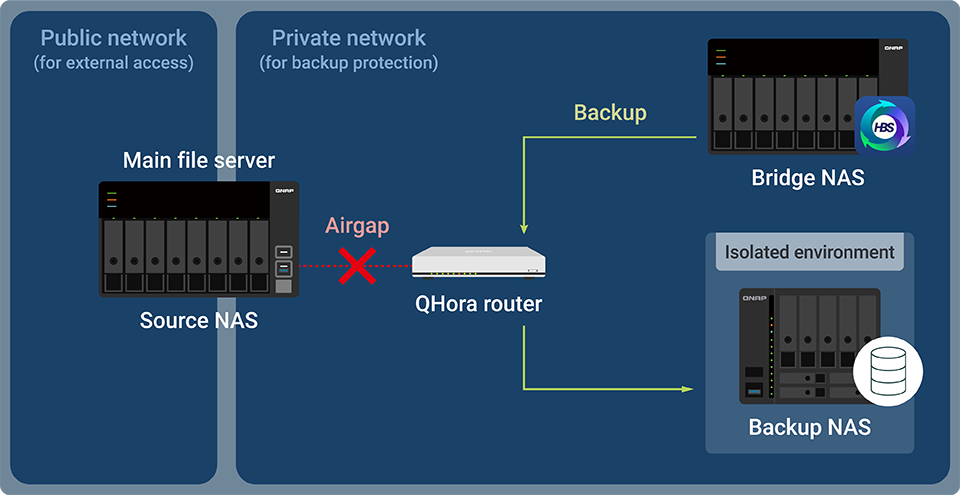 Public network
(for external access)
Private network
(for backup protection)
QNAP
HBS
Bridge NAS
Backup
Main file server
QNAP
Source NAS
Airgap
QHora router
Isolated environment
QNAP
Backup NAS